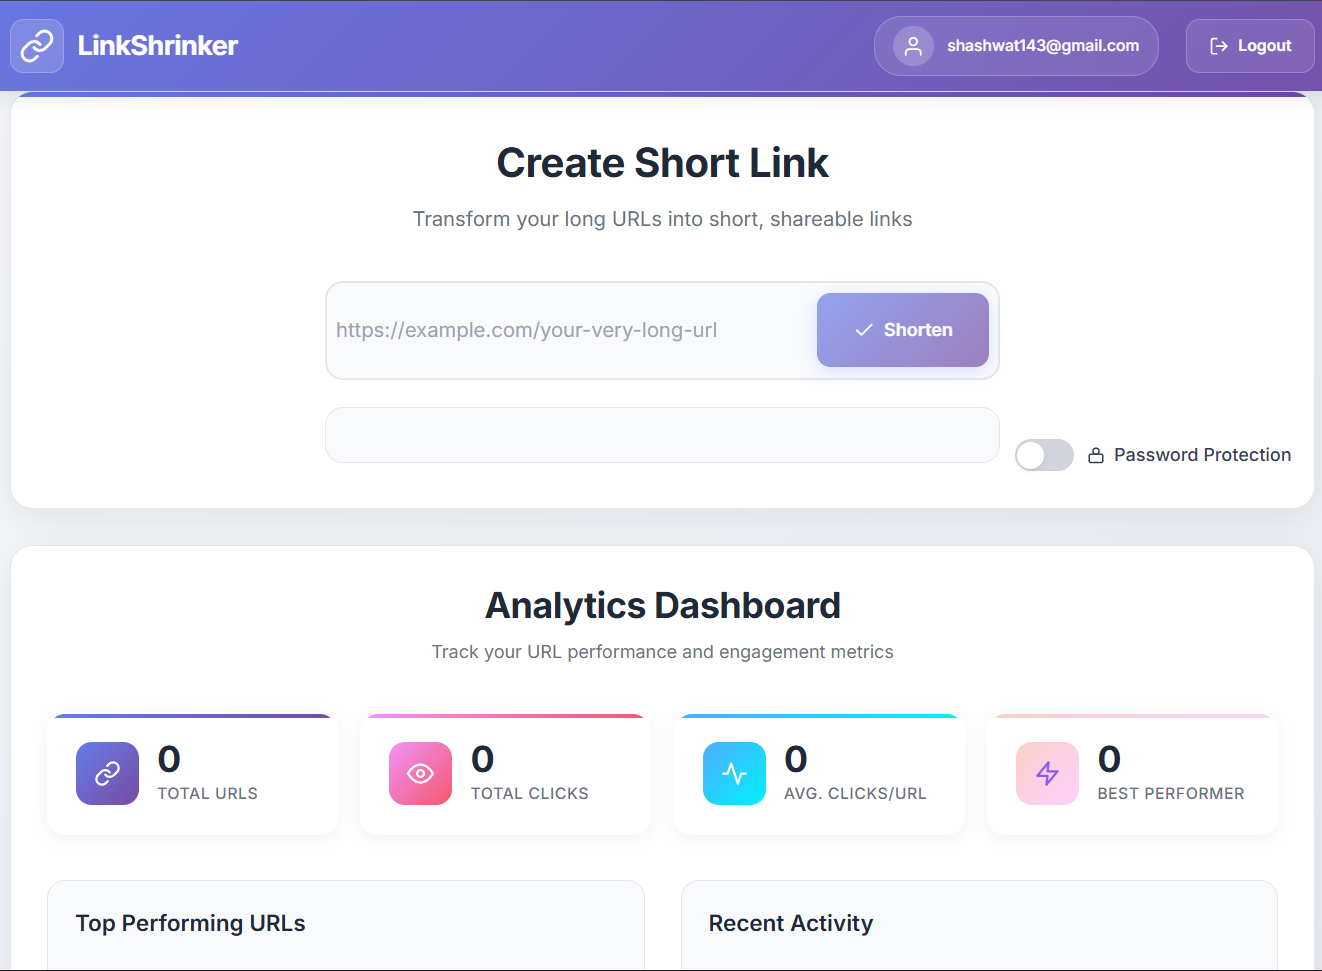 LinkShrinker
shashwat143@gmail.com
Logout
Create Short Link
Transform your long URLs into short, shareable links
https://example.com/your-very-long-url
Shorten
Password Protection
Analytics Dashboard
Track your URL performance and engagement metrics
0
TOTAL URLS
0
TOTAL CLICKS
0
AVG. CLICKS/URL
0
BEST PERFORMER
Top Performing URLs
Recent Activity